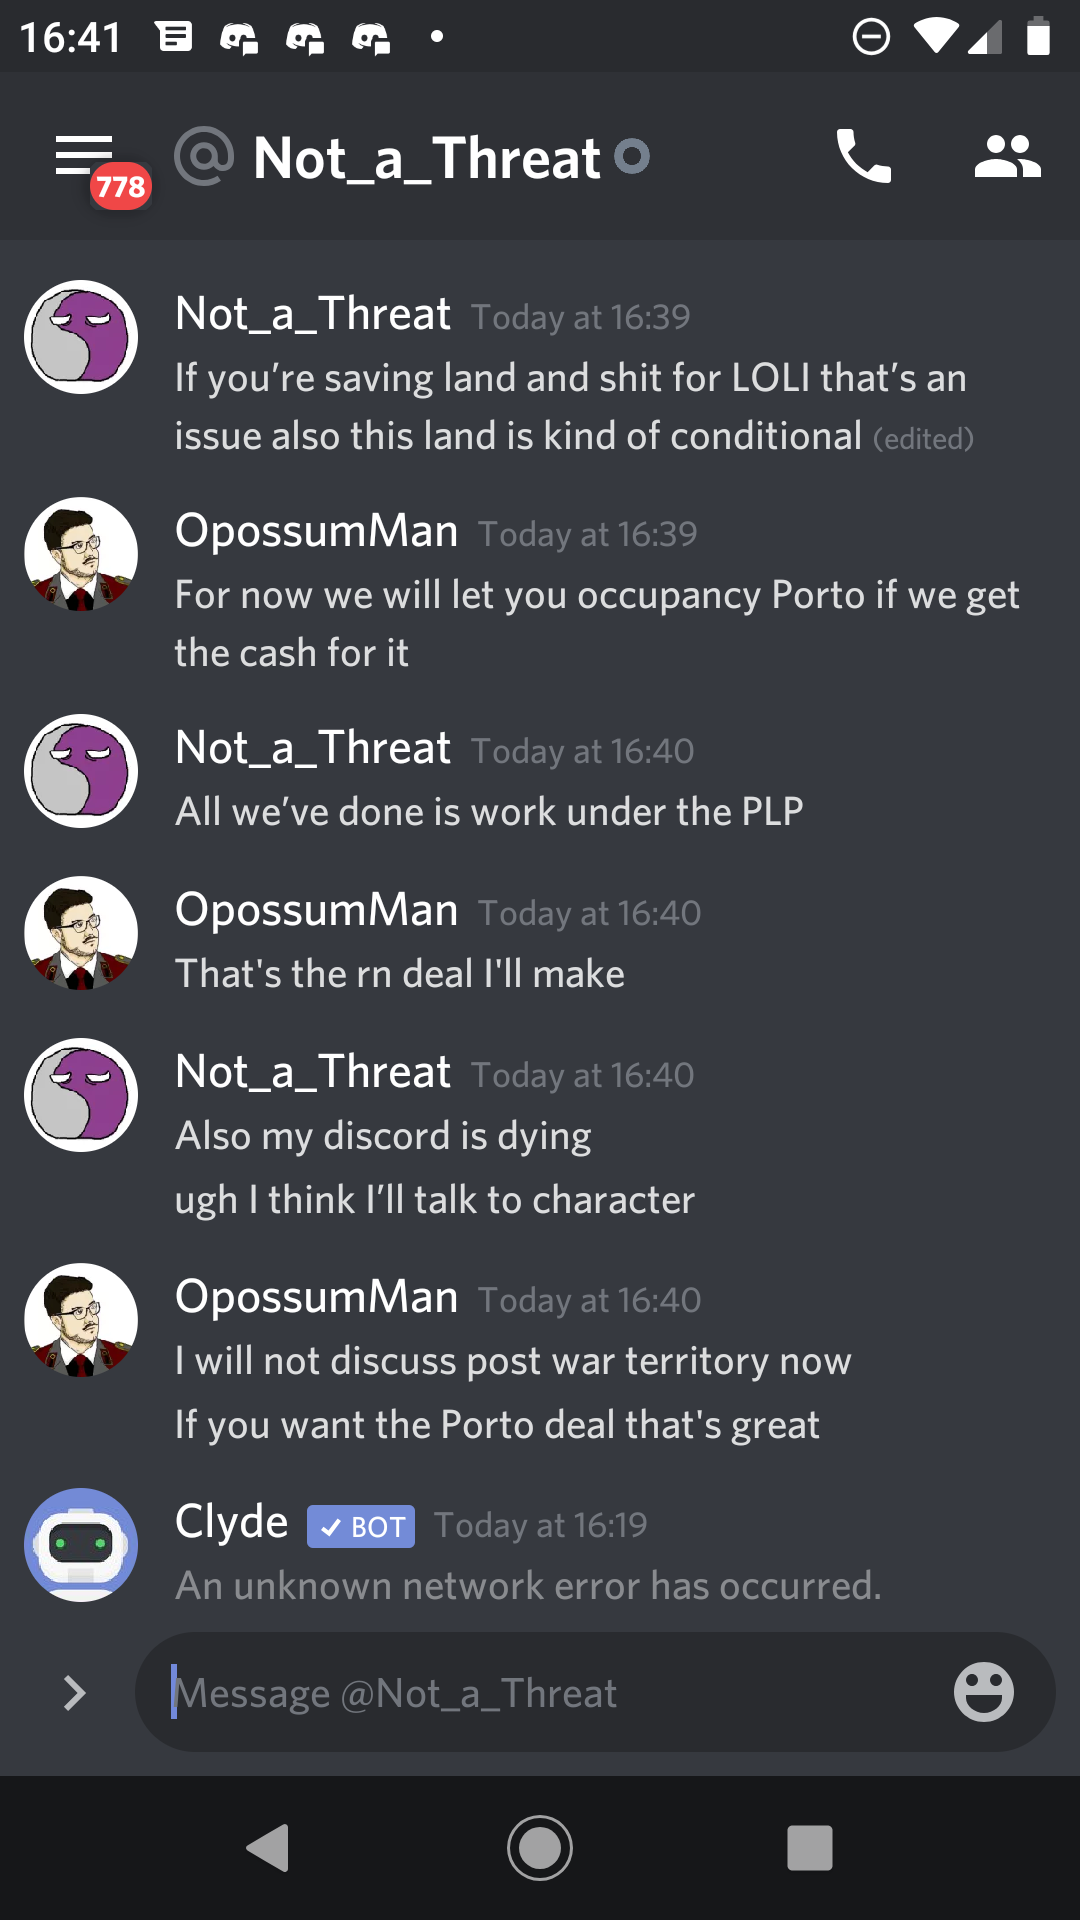 16:41
778
@ Not_a_Threat
Not_a_Threat Today at 16:39
If you’re saving land and shit for LOLI that’s an
issue also this land is kind of conditional (edited)
OpossumMan Today at 16:39
For now we will let you occupancy Porto if we get
the cash for it
Not_a_Threat Today at 16:40
All we’ve done is work under the PLP
OpossumMan Today at 16:40
That's the rn deal I'll make
Not_a_Threat Today at 16:40
Also my discord is dying
ugh I think I’ll talk to character
OpossumMan Today at 16:40
I will not discuss post war territory now
If you want the Porto deal that's great
Clyde ✓ BOT Today at 16:19
An unknown network error has occurred.
Message @Not_a_Threat